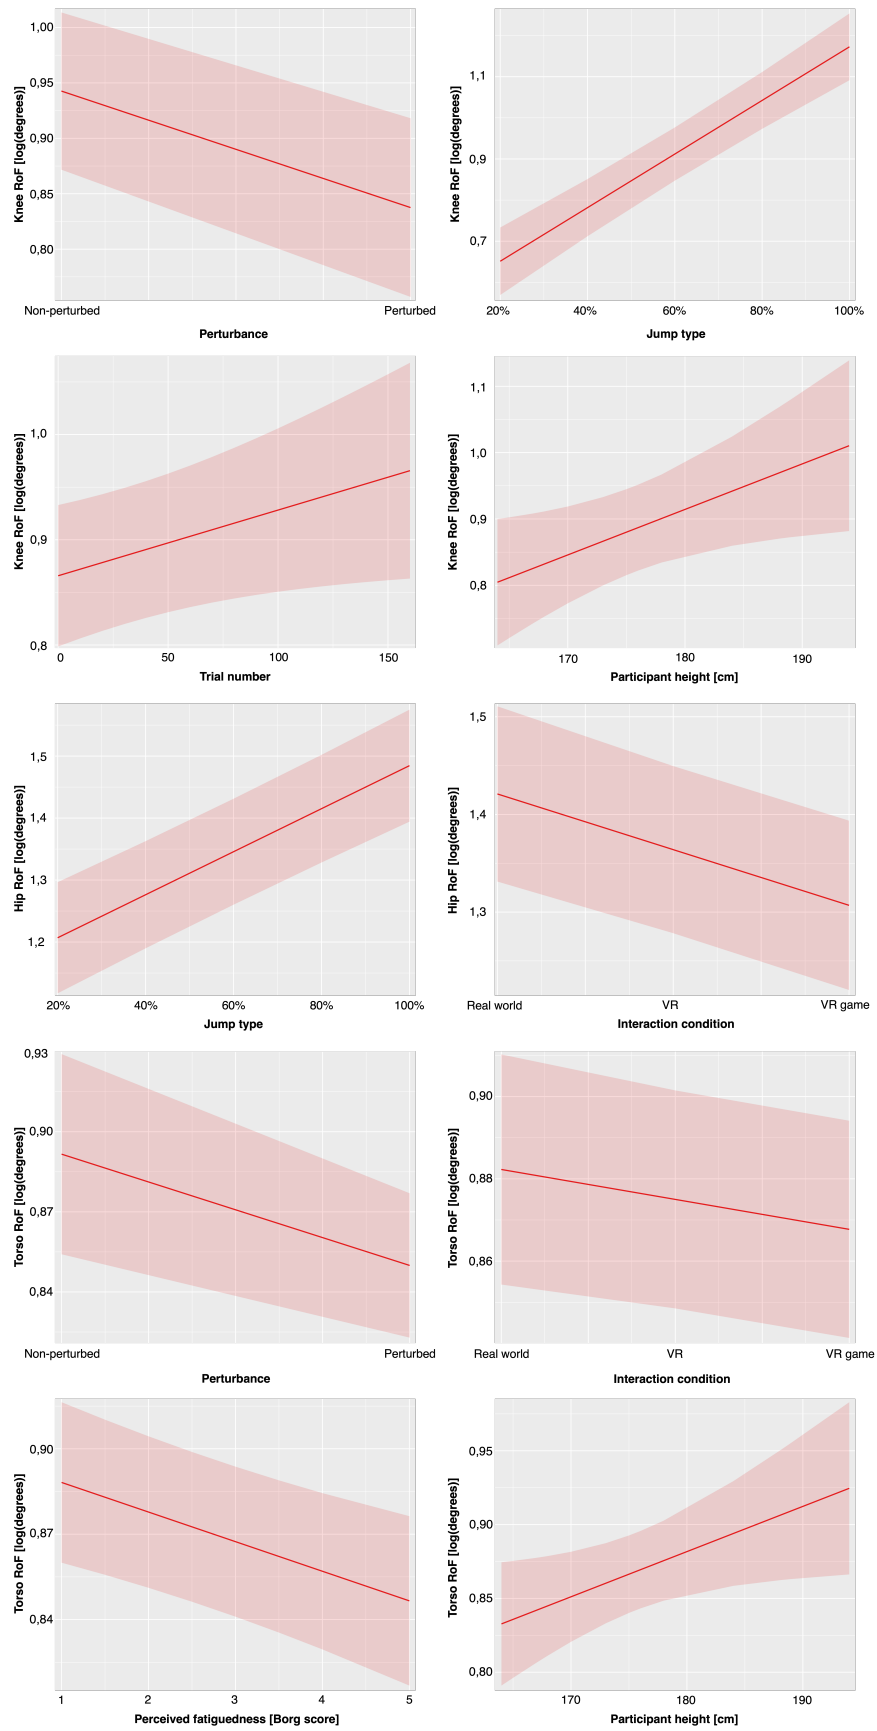 1,00
0,95
0,90
0,85
0,80
Knee RoF [log(degrees)]
Non-perturbed Perturbed
Perturbance
1,1
0,9
0,7
Knee RoF [log(degrees)]
20% 40% 60% 80% 100%
Jump type
1,0
0,9
0,8
Knee RoF [log(degrees)]
0 50 100 150
Trial number
1,1
1,0
0,9
0,8
Knee RoF [log(degrees)]
170 180 190
Participant height [cm]
1,5
1,4
1,3
1,2
Hip RoF [log(degrees)]
20% 40% 60% 80% 100%
Jump type
1,5
1,4
1,3
Hip RoF [log(degrees)]
Real world VR VR game
Interaction condition
0,93
0,90
0,87
0,84
Torso RoF [log(degrees)]
Non-perturbed Perturbed
Perturbance
0,90
0,88
0,86
Torso RoF [log(degrees)]
Real world VR VR game
Interaction condition
0,90
0,87
0,84
Torso RoF [log(degrees)]
1 2 3 4 5
Perceived fatiguedness [Borg score]
0,95
0,90
0,85
0,80
Torso RoF [log(degrees)]
170 180 190
Participant height [cm]